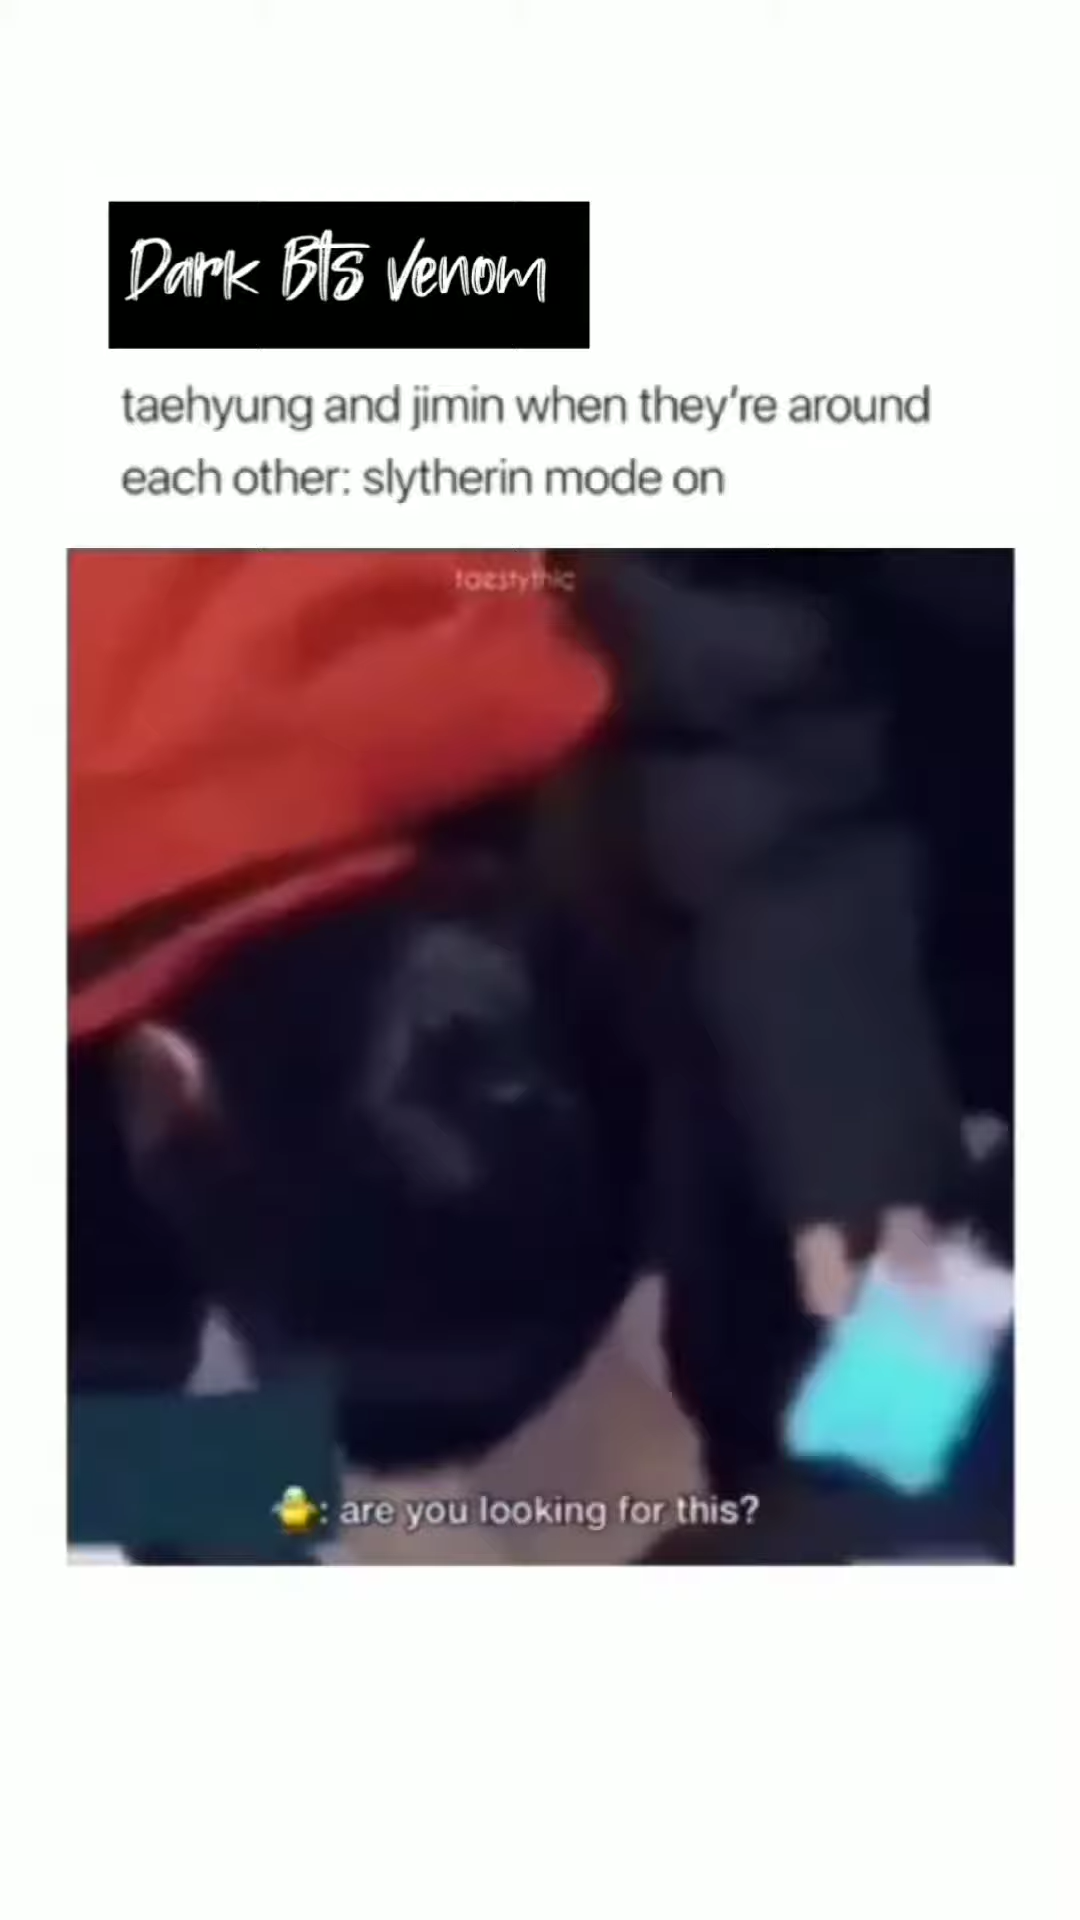 Dark Bts venom
taehyung and jimin when they're around
each other: slytherin mode on
taestythic
: are you looking for this?